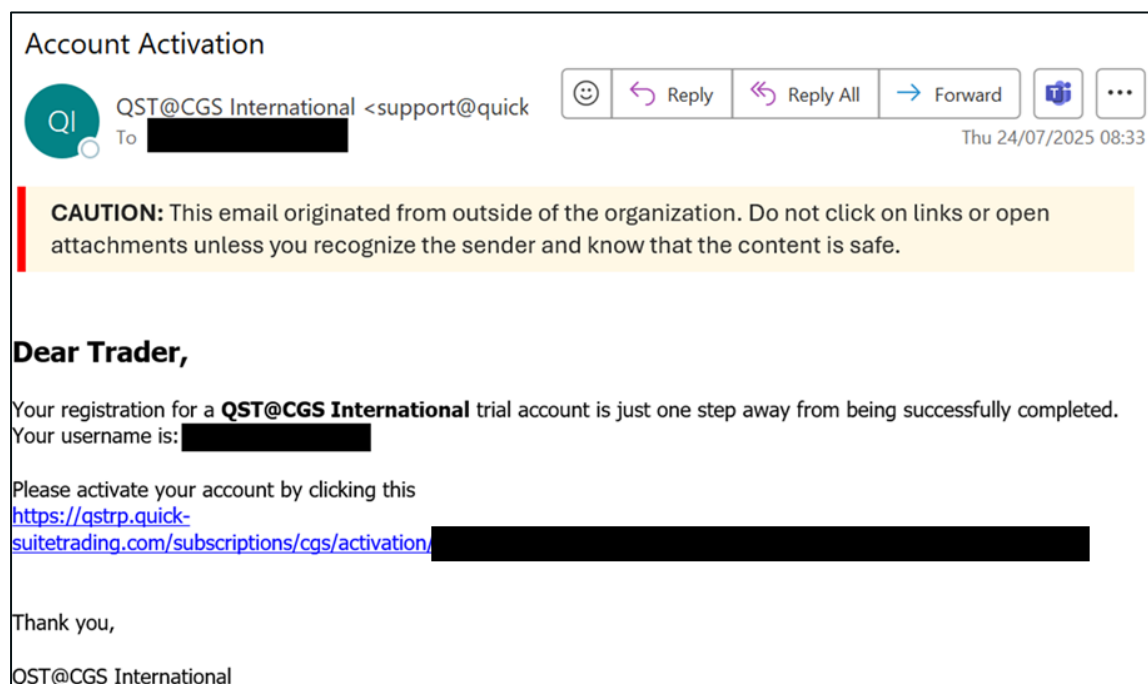 Account Activation
QI
QST@CGS International <support@quick
Reply
Reply All
Forward
To
Thu 24/07/2025 08:33
CAUTION: This email originated from outside of the organization. Do not click on links or open
attachments unless you recognize the sender and know that the content is safe.
Dear Trader,
Your registration for a QST@CGS International trial account is just one step away from being successfully completed.
Your username is:
Please activate your account by clicking this
https://qstrp.quick-
suitetrading.com/subscriptions/cgs/activation/
Thank you,
QST@CGS International